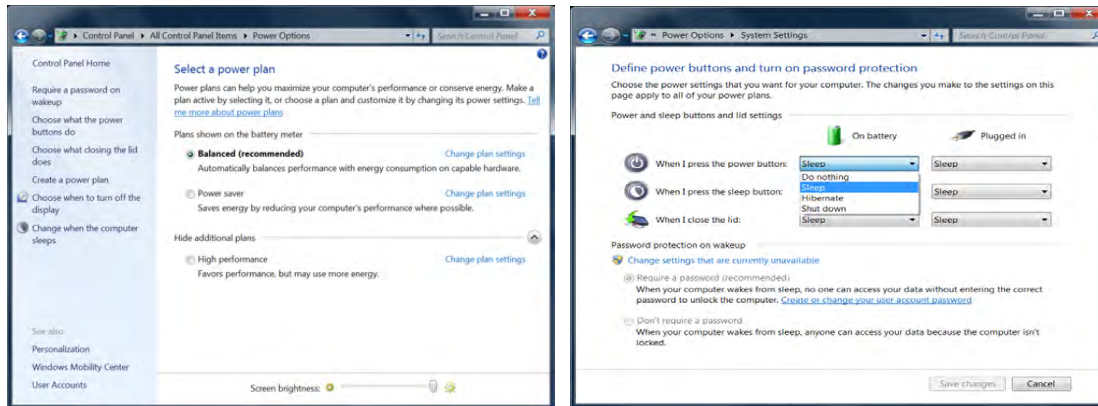 Control Panel ▸ All Control Panel Items ▸ Power Options
Search Control Panel
Control Panel Home
Require a password on
wakeup
Choose what the power
buttons do
Choose what closing the lid
does
Create a power plan
Choose when to turn off the
display
Change when the computer
sleeps
See also
Personalization
Windows Mobility Center
User Accounts
Select a power plan
Power plans can help you maximize your computer's performance or conserve energy. Make a
plan active by selecting it, or choose a plan and customize it by changing its power settings. Tell
me more about power plans
Plans shown on the battery meter
Balanced (recommended) Change plan settings
Automatically balances performance with energy consumption on capable hardware.
Power saver Change plan settings
Saves energy by reducing your computer's performance where possible.
Hide additional plans
High performance Change plan settings
Favors performance, but may use more energy.
Screen brightness:
« Power Options ▸ System Settings
Search Control Panel
Define power buttons and turn on password protection
Choose the power settings that you want for your computer. The changes you make to the settings on this
page apply to all of your power plans.
Power and sleep buttons and lid settings
On battery Plugged in
When I press the power button: Sleep Sleep
Do nothing
When I press the sleep button: Sleep Sleep
Hibernate
Shut down
When I close the lid: Sleep Sleep
Password protection on wakeup
Change settings that are currently unavailable
Require a password (recommended)
When your computer wakes from sleep, no one can access your data without entering the correct
password to unlock the computer. Create or change your user account password
Don't require a password
When your computer wakes from sleep, anyone can access your data because the computer isn't
locked.
Save changes Cancel